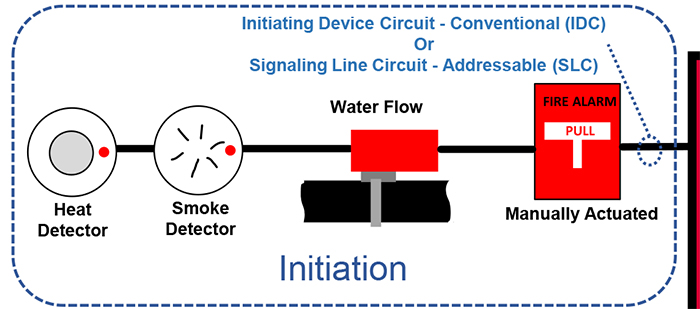 Initiating Device Circuit - Conventional (IDC)
Or
Signaling Line Circuit - Addressable (SLC)
Water Flow
FIRE ALARM
PULL
Heat
Detector
Smoke
Detector
Manually Actuated
Initiation